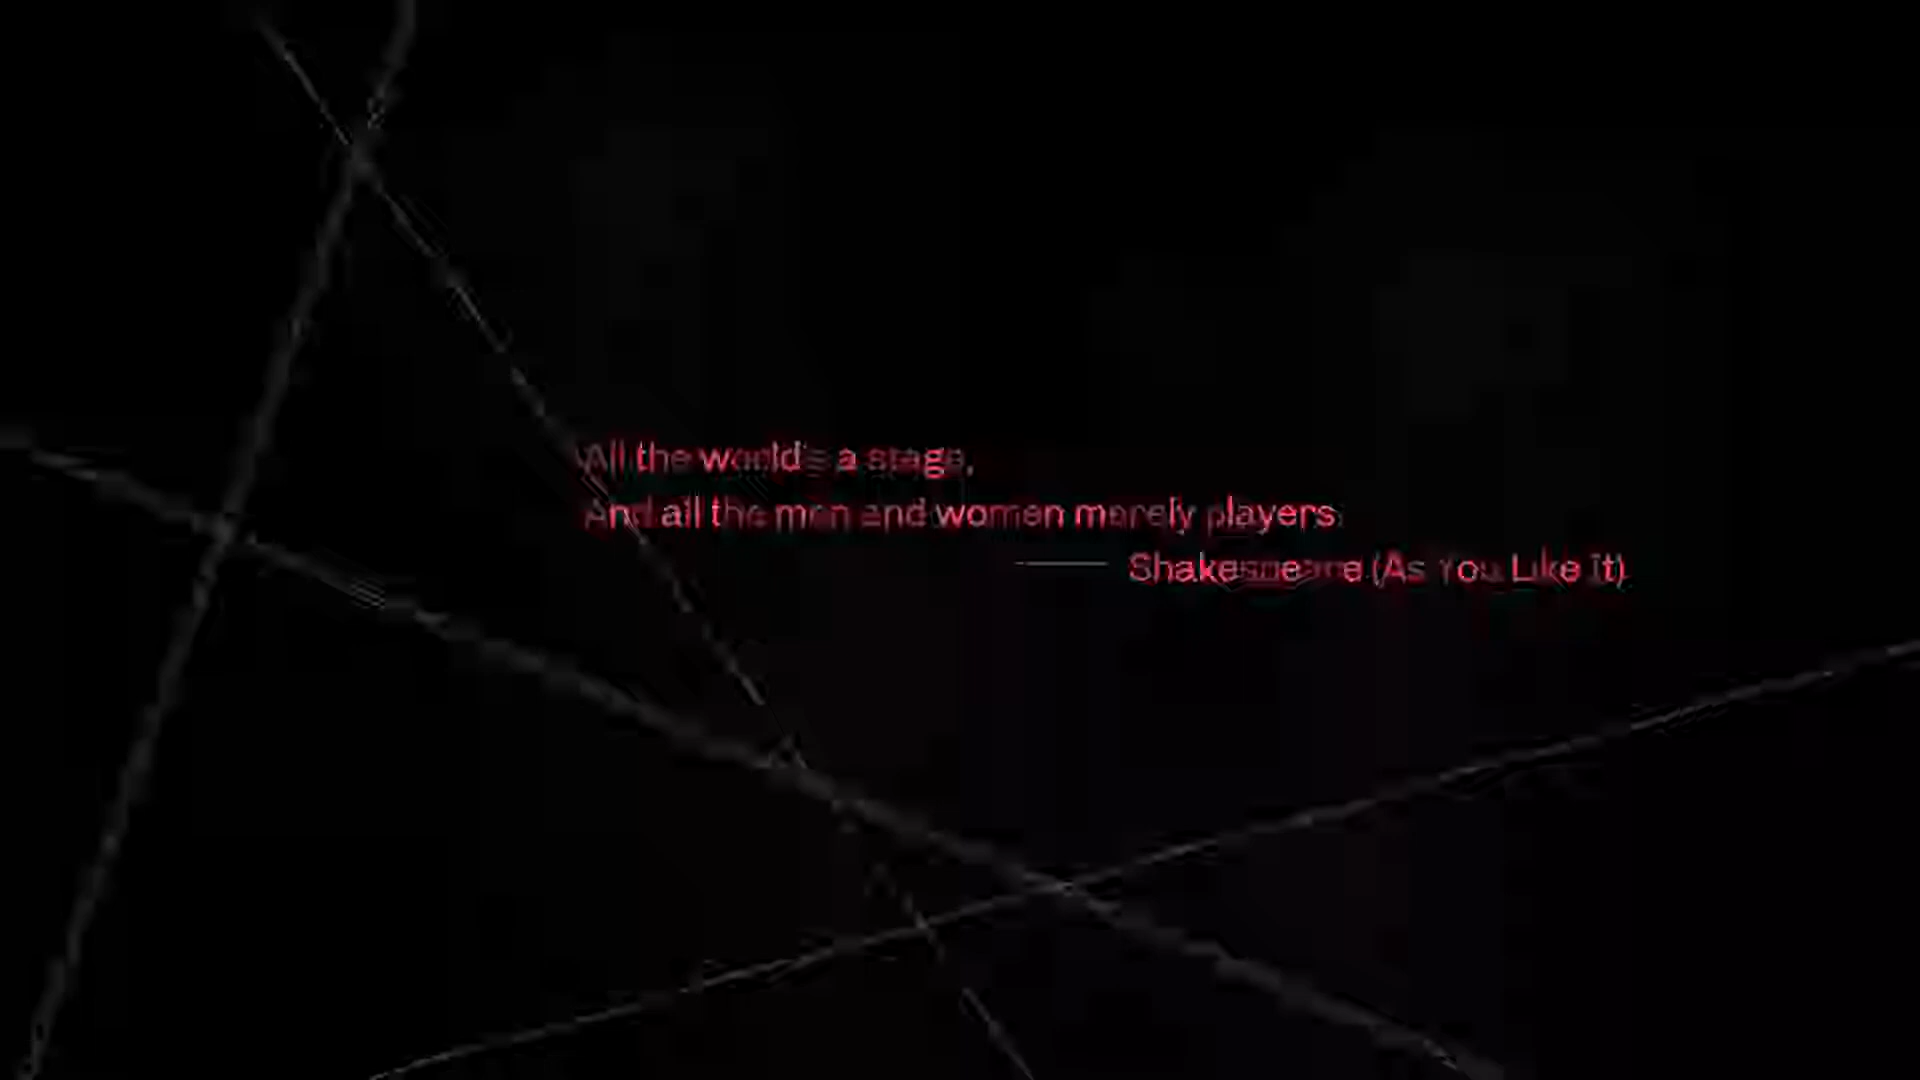 All the world's a stage,
And all the men and women merely players.
Shakespeare (As You Like It)